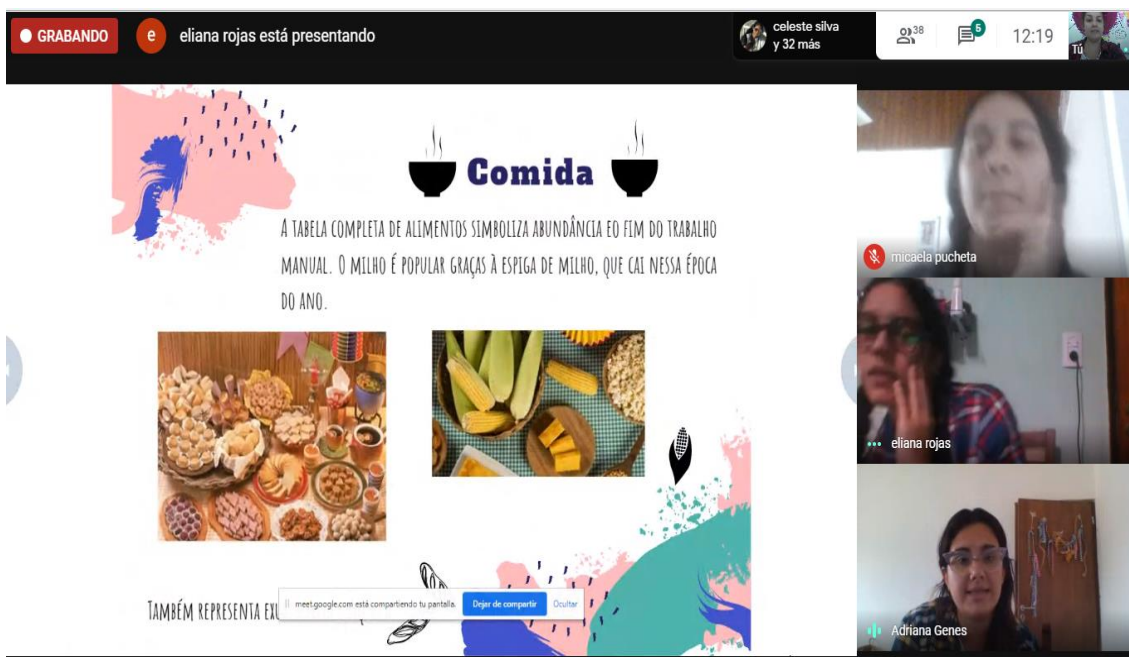 GRABANDO
e
eliana rojas está presentando
celeste silva
y 32 más
38
5
12:19
Tú
Comida
A TABELA COMPLETA DE ALIMENTOS SIMBOLIZA ABUNDÂNCIA EO FIM DO TRABALHO
MANUAL. O MILHO É POPULAR GRAÇAS À ESPIGA DE MILHO, QUE CAI NESSA ÉPOCA
DO ANO.
micaela pucheta
eliana rojas
TAMBÉM REPRESENTA
meet.google.com está compartiendo tu pantalla.
Dejar de compartir
Ocultar
Adriana Genes